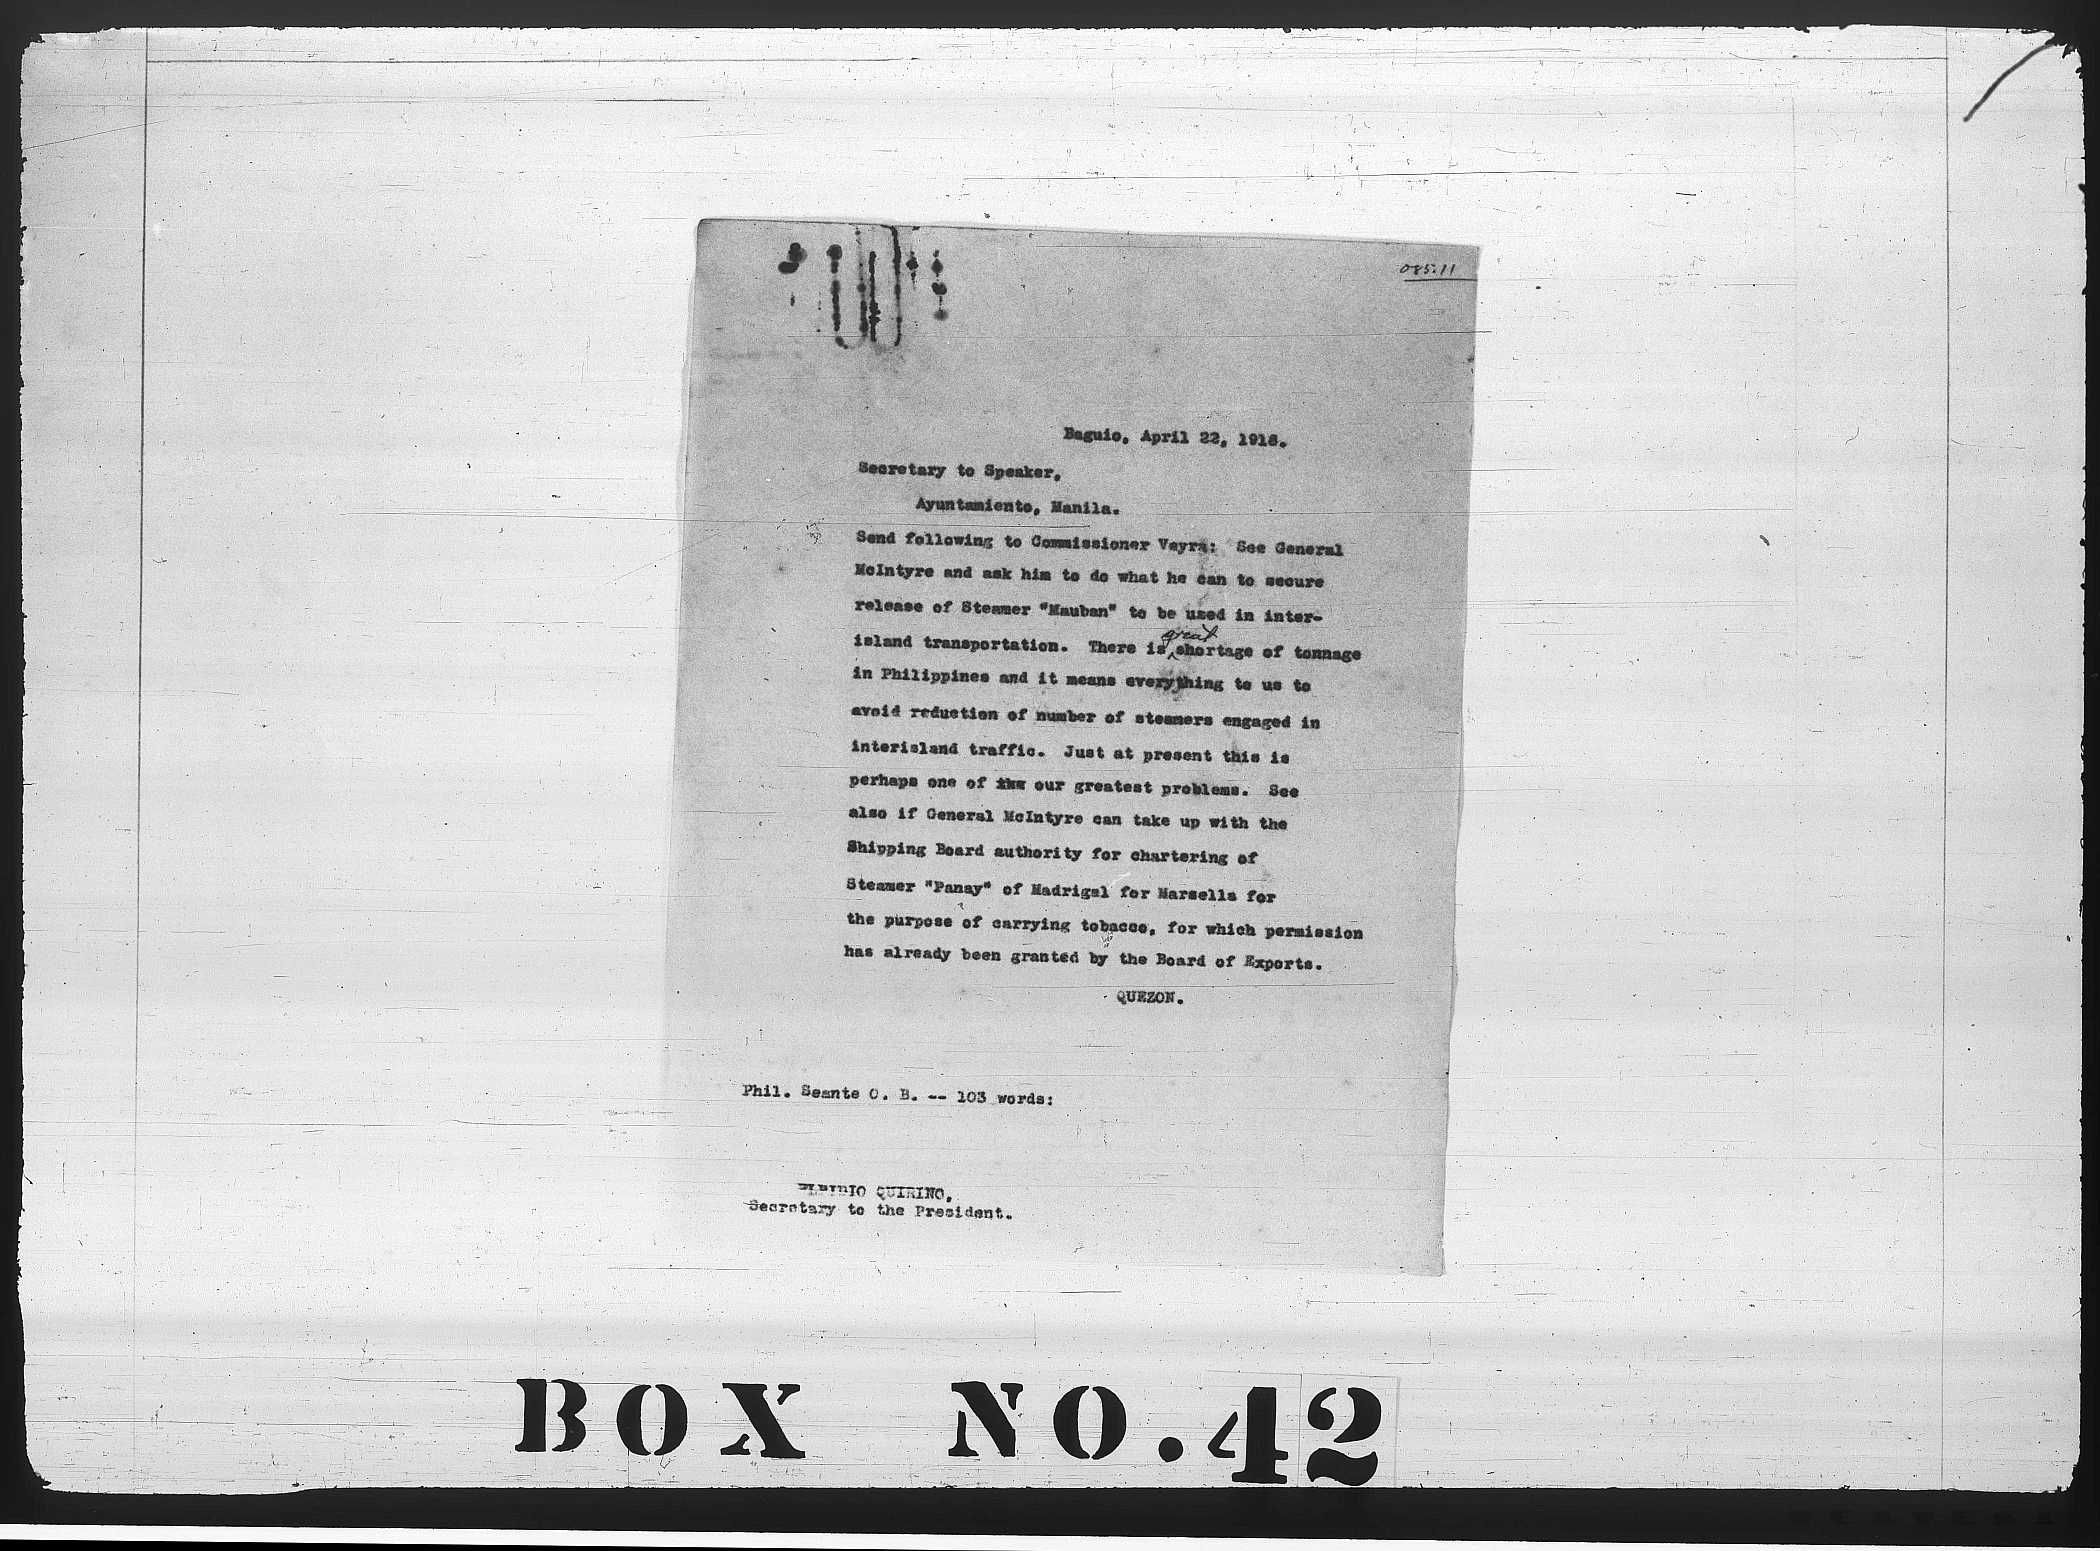 085.11
Baguio, April 22, 1918.
Secretary to Speaker,
Ayuntamiento, Manila.
Send following to Commissioner Veyra: See General
McIntyre and ask him to do what he can to secure
release of Steamer "Mauban" to be used in inter-
island transportation. There is great shortage of tonnage
in Philippines and it means everything to us to
avoid reduction of number of steamers engaged in
interisland traffic. Just at present this is
perhaps one of the our greatest problems. See
also if General McIntyre can take up with the
Shipping Board authority for chartering of
Steamer "Panay" of Madrigal for Marsella for
the purpose of carrying tobacco, for which permission
has already been granted by the Board of Exports.
QUEZON.
Phil. Seante O. B. -- 103 words:
ELPIDIO QUIRINO,
Secretary to the President.
BOX NO.42